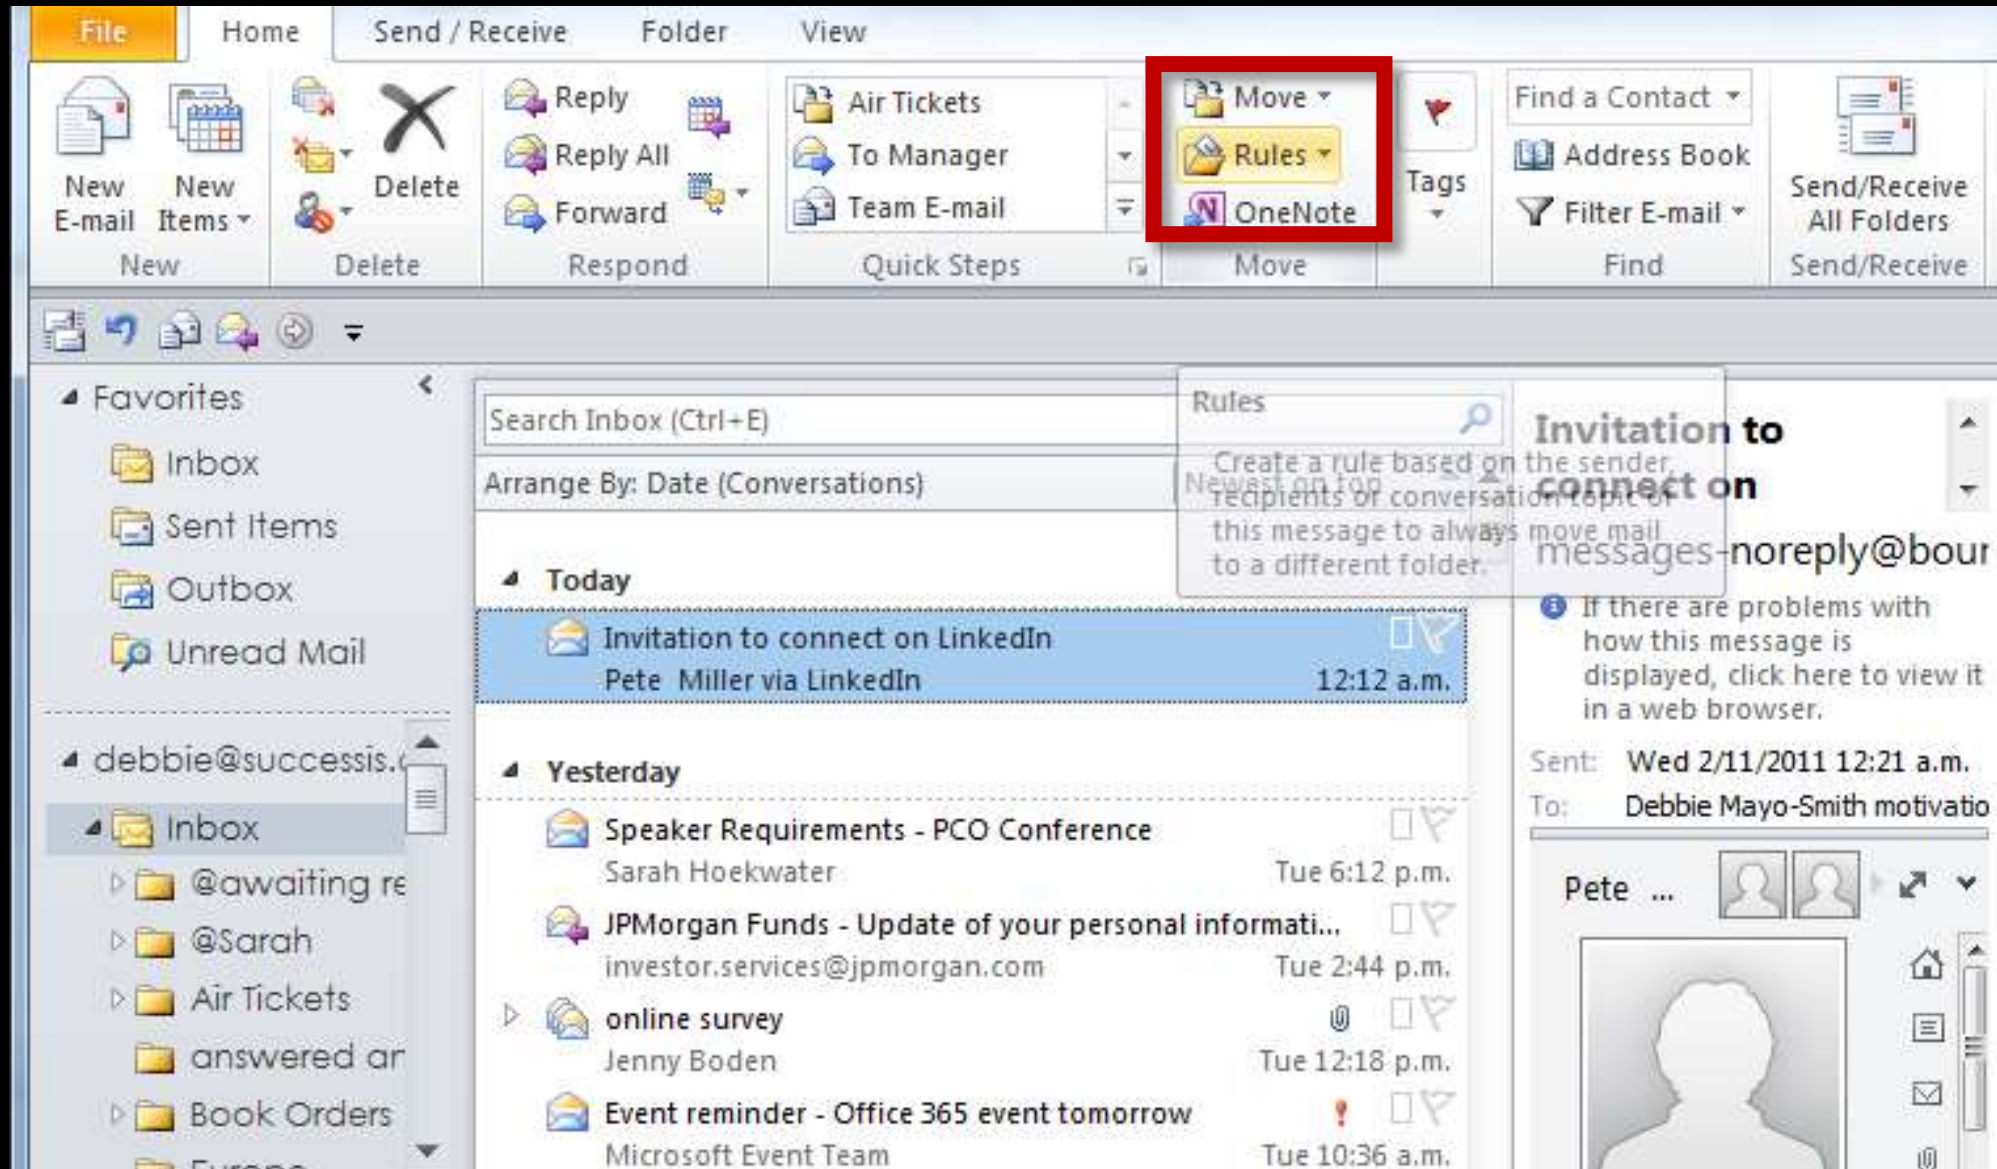 File Home Send / Receive Folder View
New E-mail
New Items
Delete
Reply
Reply All
Forward
Air Tickets
To Manager
Team E-mail
Move
Rules
OneNote
Tags
Find a Contact
Address Book
Filter E-mail
Send/Receive
All Folders
New Delete Respond Quick Steps Move Find Send/Receive
Favorites
Inbox
Sent Items
Outbox
Unread Mail
debbie@successis.
Inbox
@awaiting re
@Sarah
Air Tickets
answered an
Book Orders
Europe
Search Inbox (Ctrl+E)
Arrange By: Date (Conversations) Newest on top
Rules
Create a rule based on the sender,
recipients or conversation topic of
this message to always move mail
to a different folder.
Today
Invitation to connect on LinkedIn
Pete Miller via LinkedIn 12:12 a.m.
Yesterday
Speaker Requirements - PCO Conference
Sarah Hoekwater Tue 6:12 p.m.
JPMorgan Funds - Update of your personal informati...
investor.services@jpmorgan.com Tue 2:44 p.m.
online survey
Jenny Boden Tue 12:18 p.m.
Event reminder - Office 365 event tomorrow
Microsoft Event Team Tue 10:36 a.m.
Invitation to
connect on
messages-noreply@bour
If there are problems with
how this message is
displayed, click here to view it
in a web browser.
Sent: Wed 2/11/2011 12:21 a.m.
To: Debbie Mayo-Smith motivatio
Pete ...